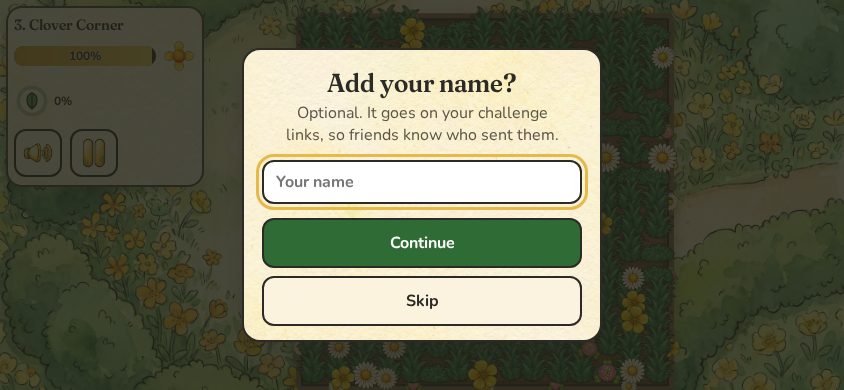 3. Clover Corner
100%
0%
Add your name?
Optional. It goes on your challenge
links, so friends know who sent them.
Your name
Continue
Skip